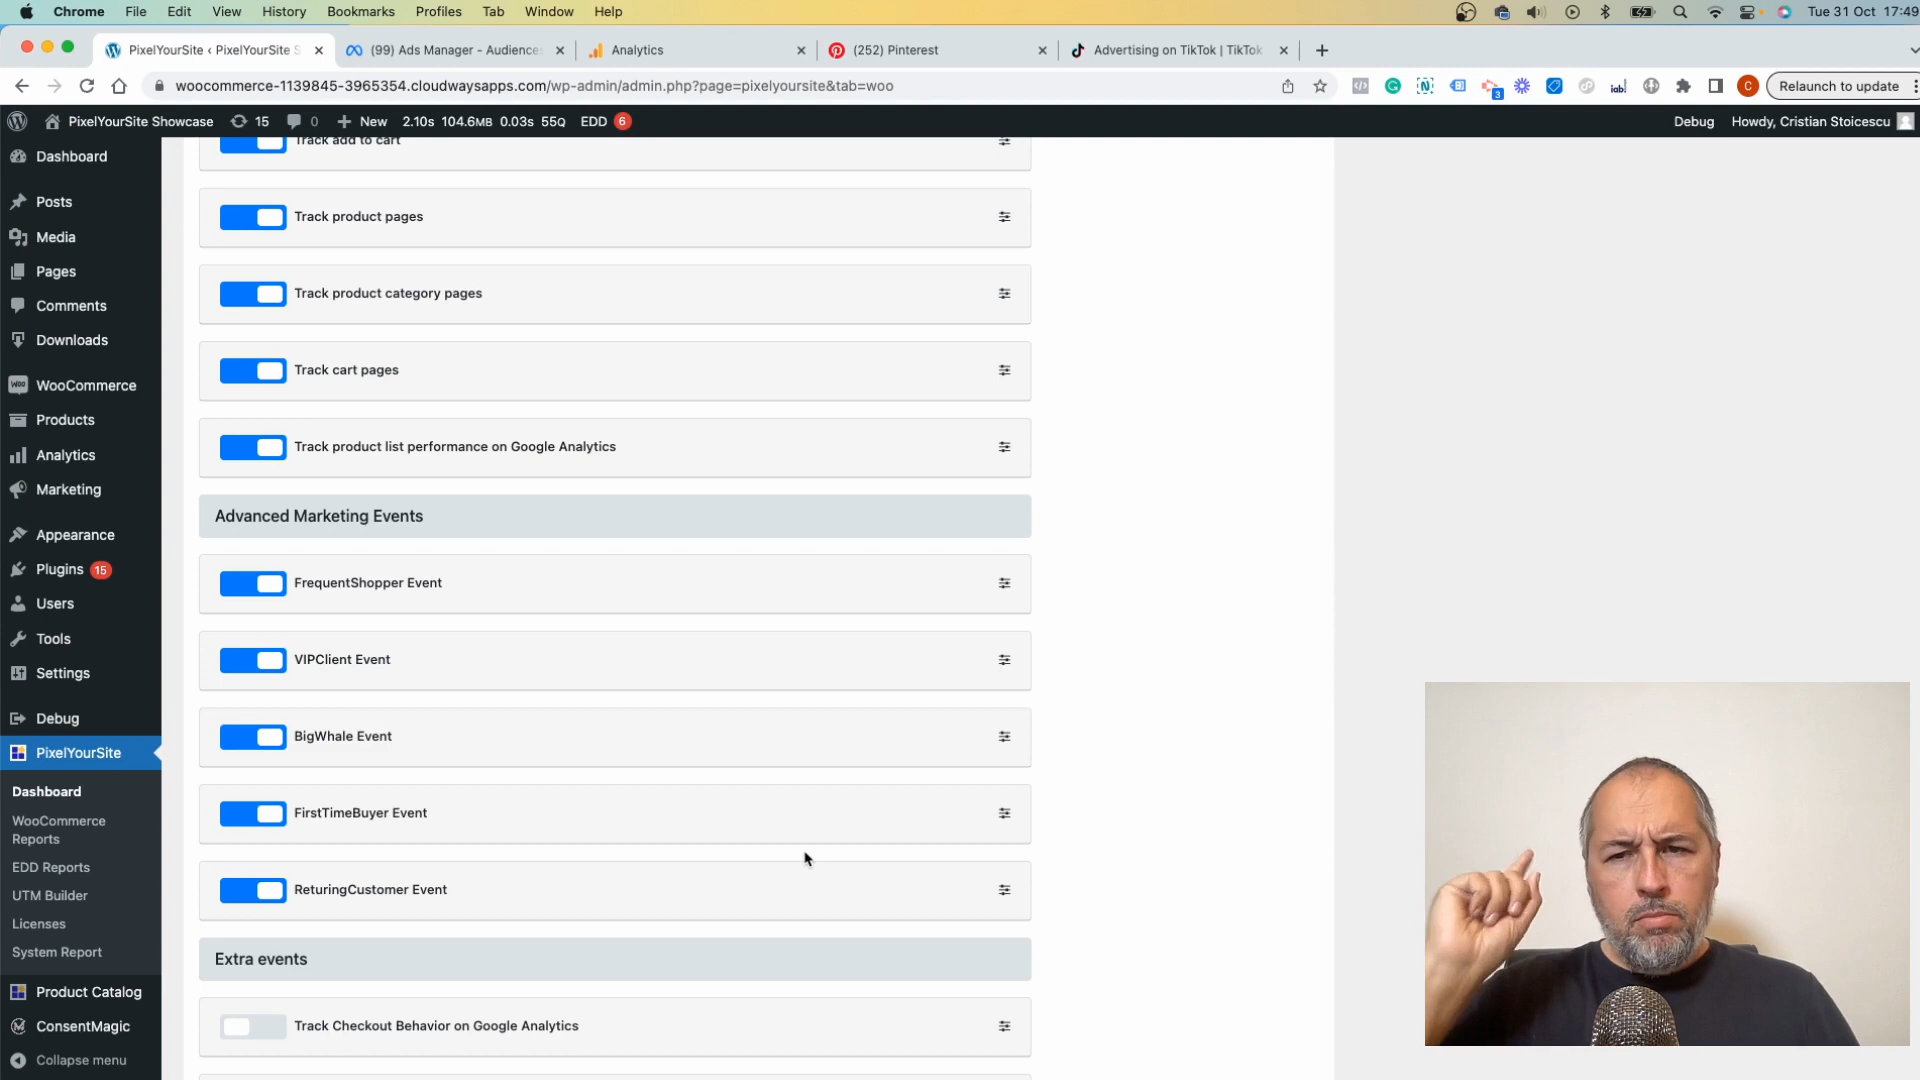 Chrome File Edit View History Bookmarks Profiles Tab Window Help Tue 31 Oct 17:49
PixelYourSite ‹ PixelYourSite S (99) Ads Manager - Audience Analytics (252) Pinterest Advertising on TikTok | TikTok
woocommerce-1139845-3965354.cloudwaysapps.com/wp-admin/admin.php?page=pixelyoursite&tab=woo iab! 3 C Relaunch to update
PixelYourSite Showcase 15 0 New 2.10s 104.6MB 0.03s 55Q EDD 6 Debug Howdy, Cristian Stoicescu
Dashboard
Posts
Media
Pages
Comments
Downloads
WooCommerce
Products
Analytics
Marketing
Appearance
Plugins 15
Users
Tools
Settings
Debug
PixelYourSite
Dashboard
WooCommerce
Reports
EDD Reports
UTM Builder
Licenses
System Report
Product Catalog
ConsentMagic
Collapse menu
Track add to cart
Track product pages
Track product category pages
Track cart pages
Track product list performance on Google Analytics
Advanced Marketing Events
FrequentShopper Event
VIPClient Event
BigWhale Event
FirstTimeBuyer Event
ReturingCustomer Event
Extra events
Track Checkout Behavior on Google Analytics